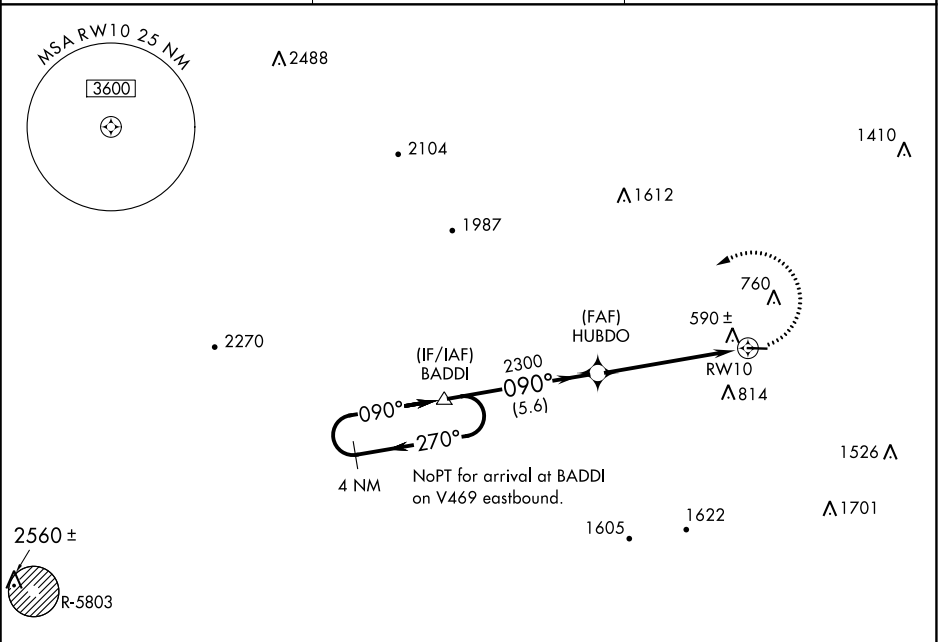 MSA RW10 25 NM
3600
2488
2104
1410
1612
1987
760
590 ±
(FAF)
HUBDO
2270
(IF/IAF)
BADDI
2300
090°
(5.6)
RW10
814
090°
270°
4 NM
NoPT for arrival at BADDI
on V469 eastbound.
1526
1701
1622
1605
2560 ±
R-5803